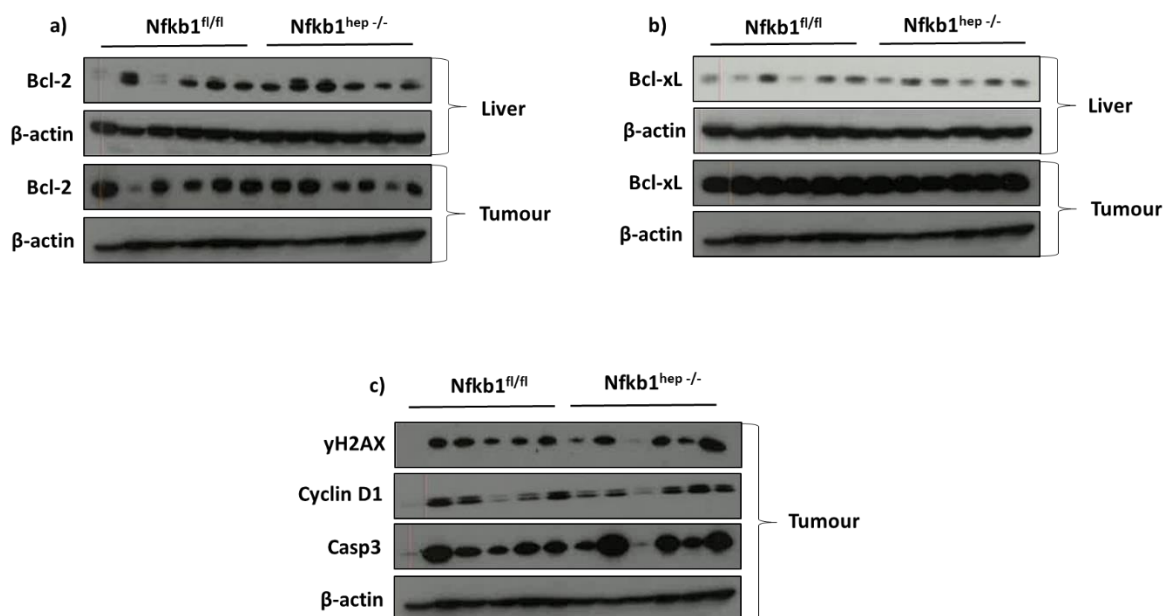 a) Nfkb1fl/fl Nfkb1hep -/-
Bcl-2
β-actin
Liver
Bcl-2
β-actin
Tumour
b) Nfkb1fl/fl Nfkb1hep -/-
Bcl-xL
β-actin
Liver
Bcl-xL
β-actin
Tumour
c) Nfkb1fl/fl Nfkb1hep -/-
yH2AX
Cyclin D1
Casp3
β-actin
Tumour